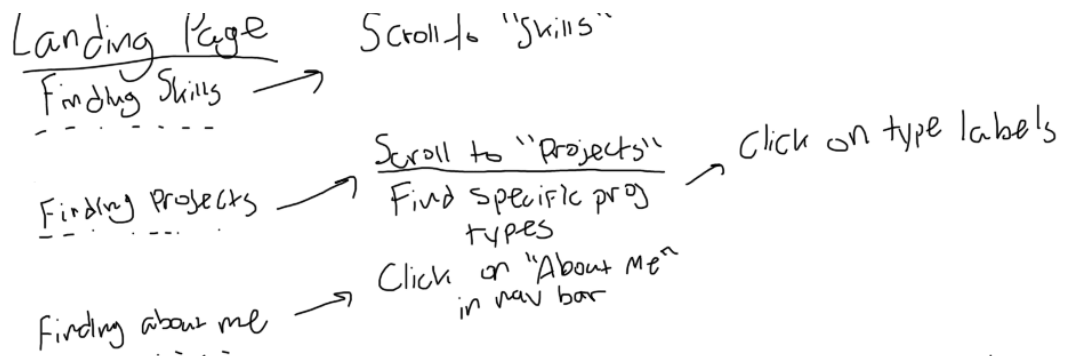 Landing Page
Scroll to "Skills"
Finding Skills
Scroll to "Projects"
Click on type labels
Finding Projects
Find specific proj
types
Click on "About Me"
in nav bar
Finding about me